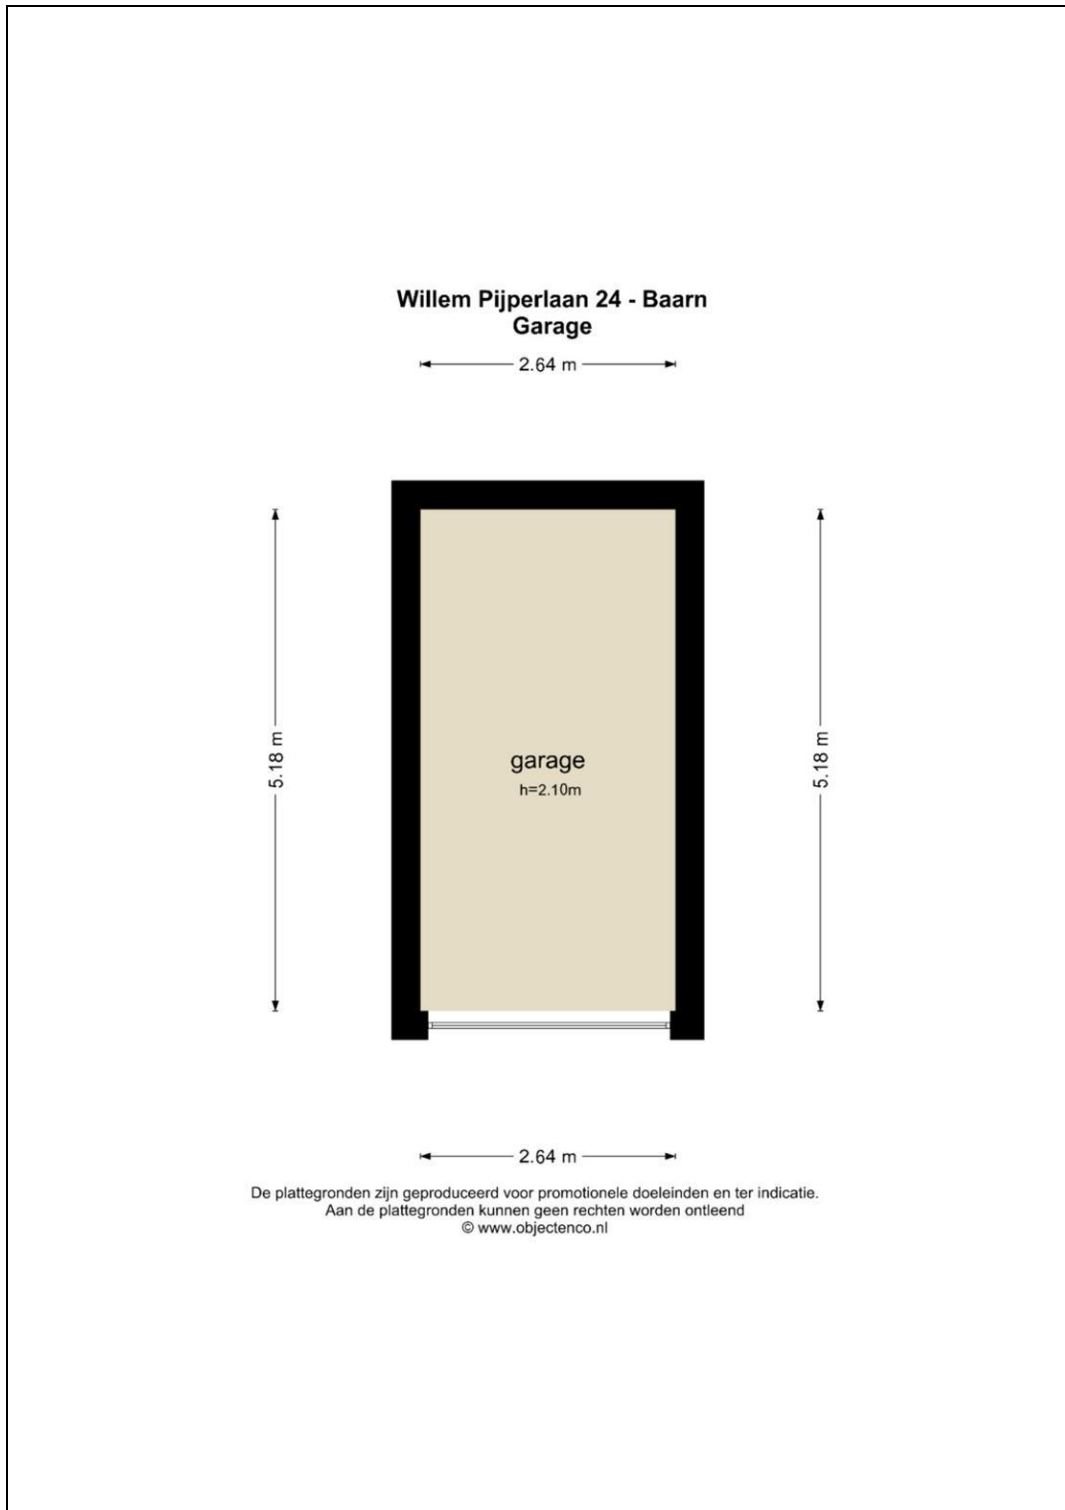 Willem Pijperlaan 24 - Baarn
Garage
2.64 m
5.18 m
5.18 m
garage
h=2.10m
2.64 m
De plattegronden zijn geproduceerd voor promotionele doeleinden en ter indicatie.
Aan de plattegronden kunnen geen rechten worden ontleend
© www.objectenco.nl